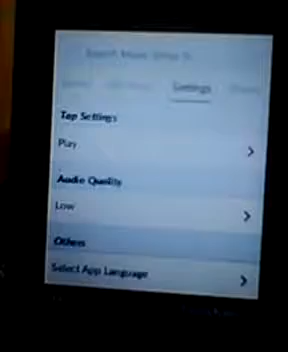 Settings
Tap Settings
Play
Audio Quality
Low
Others
Select App Language